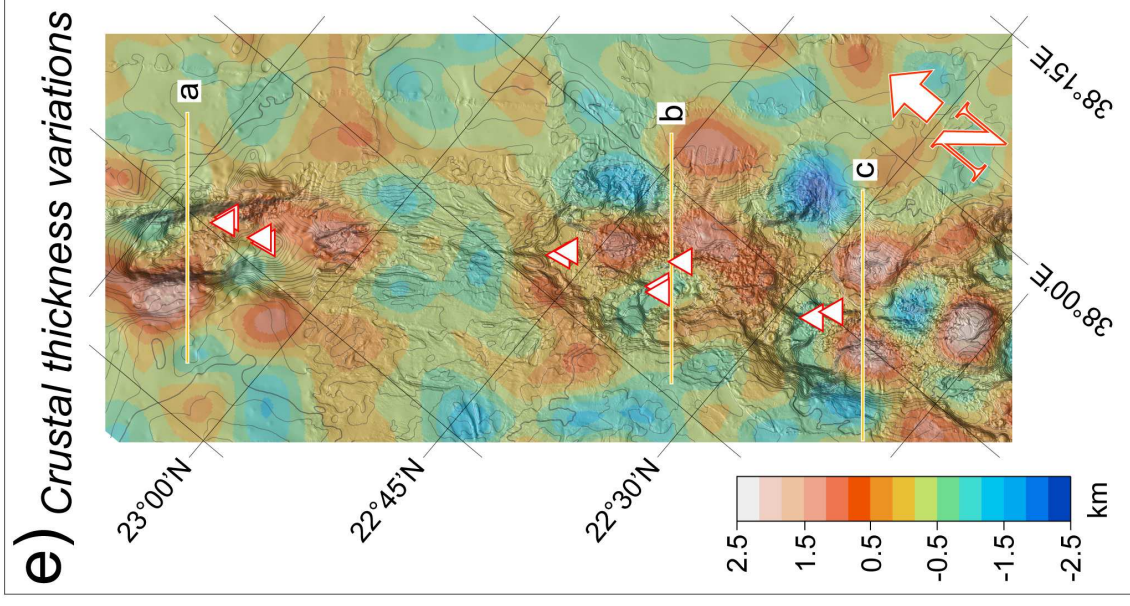 e) Crustal thickness variations
a
b
c
23°00'N
22°45'N
22°30'N
38°15'E
38°00'E
N
2.5
1.5
0.5
-0.5
-1.5
-2.5
km